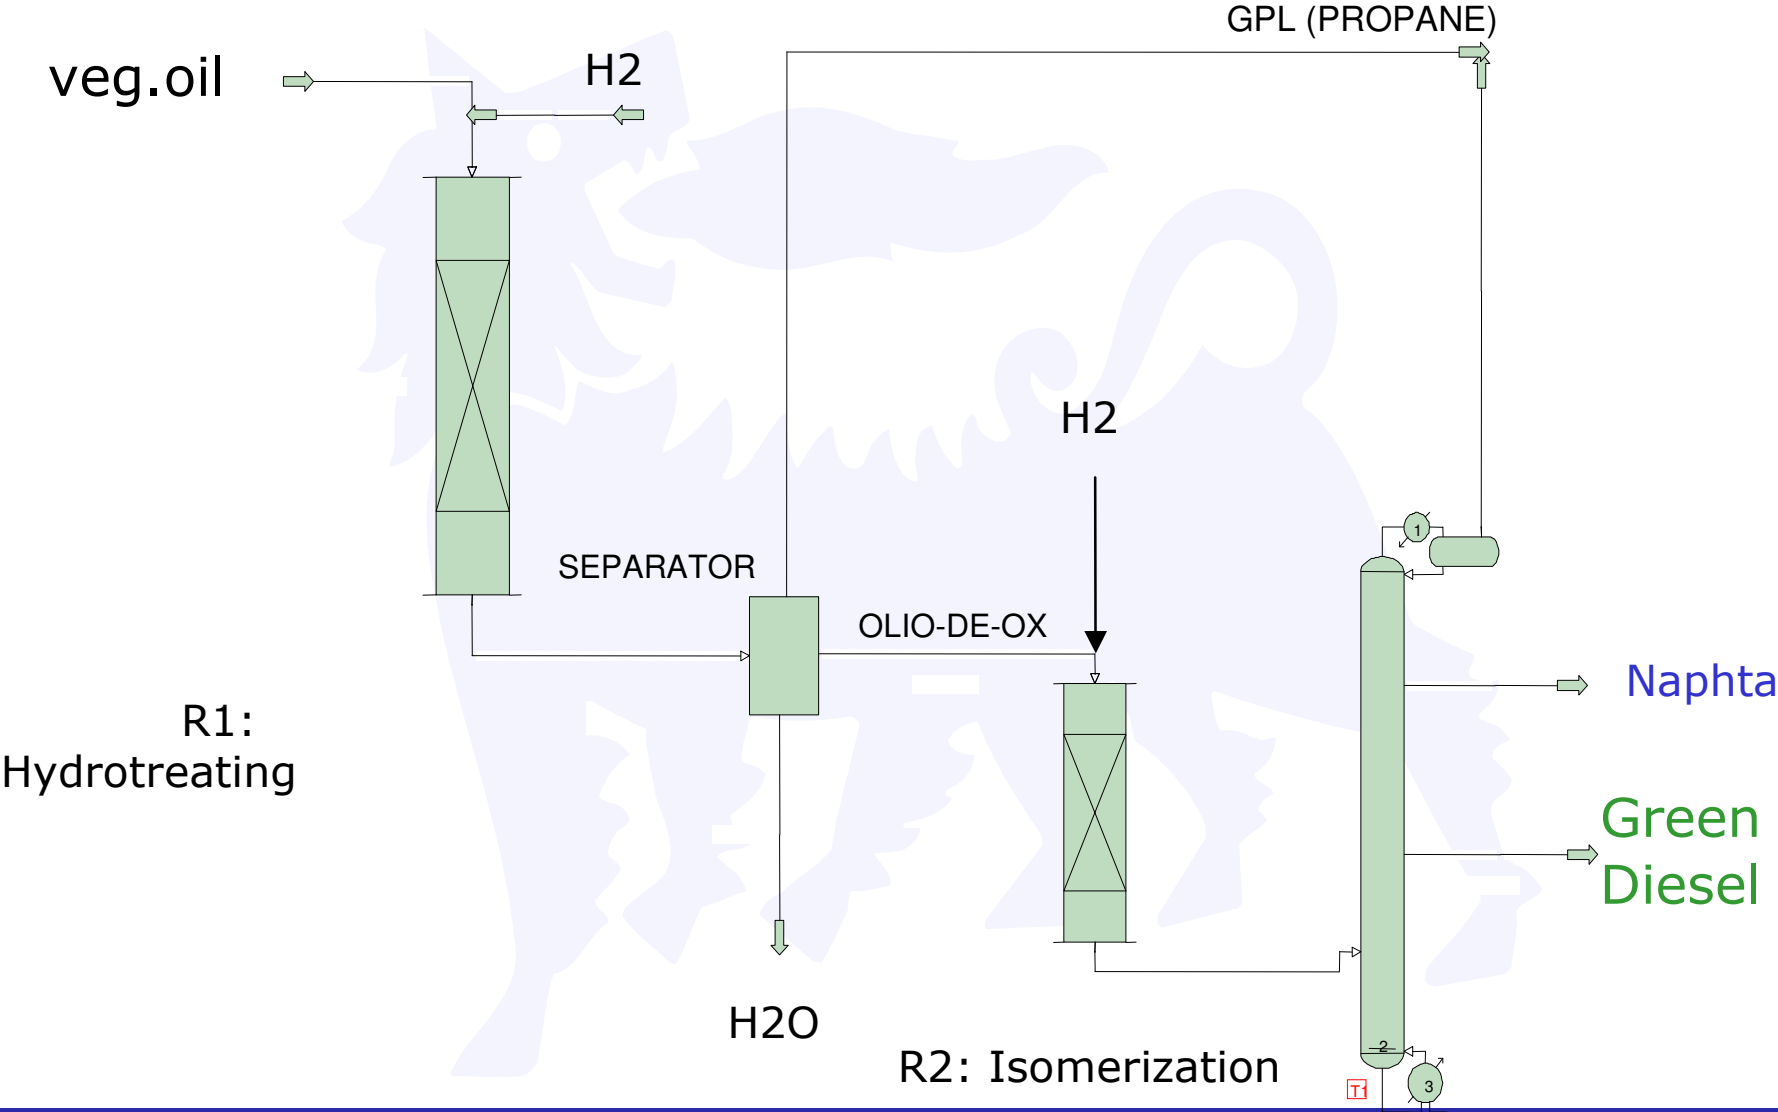 GPL (PROPANE)
veg.oil
H2
H2
1
SEPARATOR
OLIO-DE-OX
Naphta
R1:
Hydrotreating
Green
Diesel
H2O
R2: Isomerization
2
T1
3